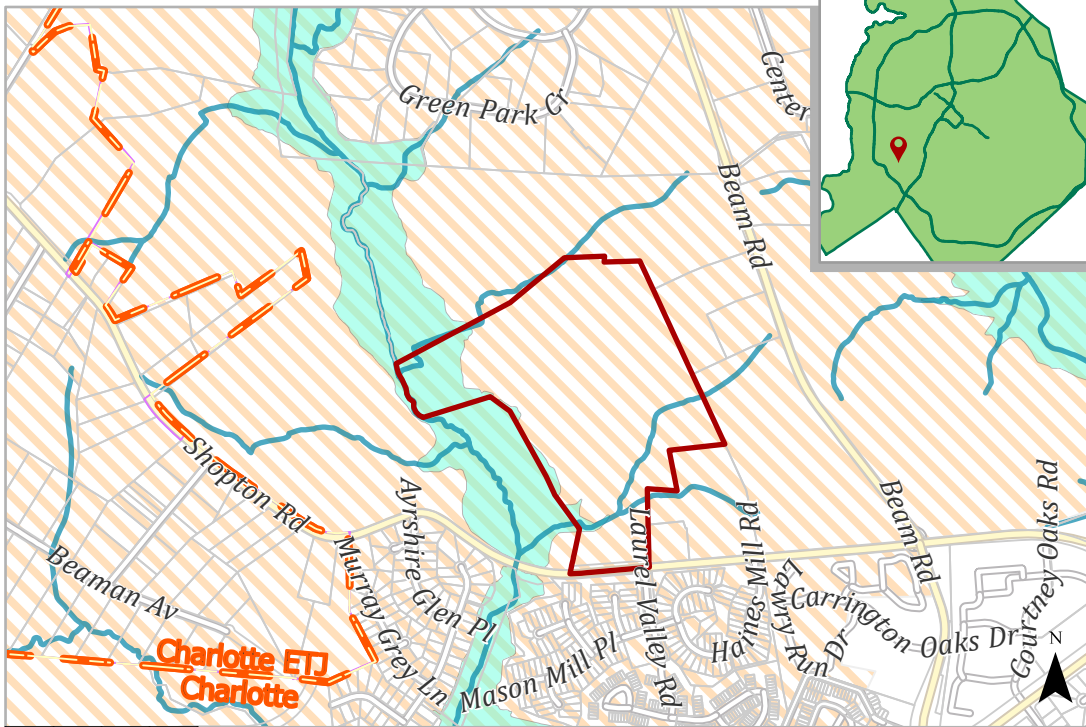 Green Park Cr
Center
Beam Rd
Shopton Rd
Ayrshire Glen Pl
Murray Grey Ln
Beaman Av
Charlotte ETJ
Charlotte
Mason Mill Pl
Laurel Valley Rd
Haines Mill Rd
Lawry Run Dr
Carrington Oaks Dr
Beam Rd
Courtney Oaks Rd
N